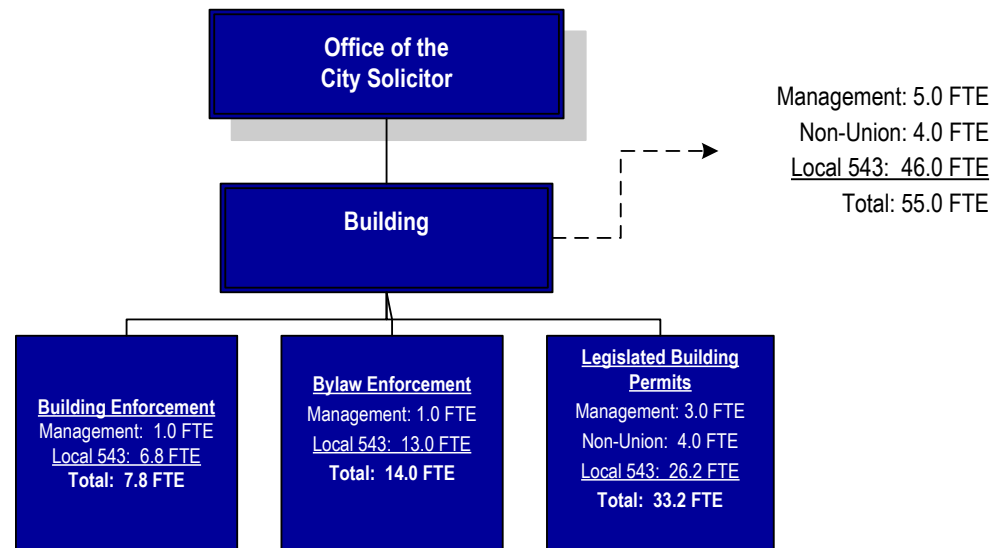 Office of the
City Solicitor
Management: 5.0 FTE
Non-Union: 4.0 FTE
Local 543: 46.0 FTE
Total: 55.0 FTE
Building
Building Enforcement
Management: 1.0 FTE
Local 543: 6.8 FTE
Total: 7.8 FTE
Bylaw Enforcement
Management: 1.0 FTE
Local 543: 13.0 FTE
Total: 14.0 FTE
Legislated Building
Permits
Management: 3.0 FTE
Non-Union: 4.0 FTE
Local 543: 26.2 FTE
Total: 33.2 FTE